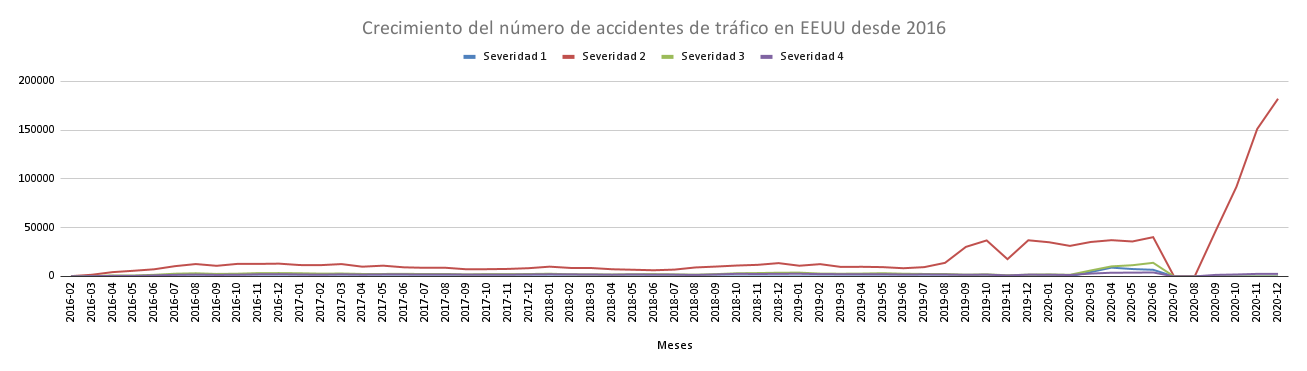 Crecimiento del número de accidentes de tráfico en EEUU desde 2016
Severidad 1 Severidad 2 Severidad 3 Severidad 4
200000
150000
100000
50000
0
2016-02 2016-03 2016-04 2016-05 2016-06 2016-07 2016-08 2016-09 2016-10 2016-11 2016-12 2017-01 2017-02 2017-03 2017-04 2017-05 2017-06 2017-07 2017-08 2017-09 2017-10 2017-11 2017-12 2018-01 2018-02 2018-03 2018-04 2018-05 2018-06 2018-07 2018-08 2018-09 2018-10 2018-11 2018-12 2019-01 2019-02 2019-03 2019-04 2019-05 2019-06 2019-07 2019-08 2019-09 2019-10 2019-11 2019-12 2020-01 2020-02 2020-03 2020-04 2020-05 2020-06 2020-07 2020-08 2020-09 2020-10 2020-11 2020-12
Meses